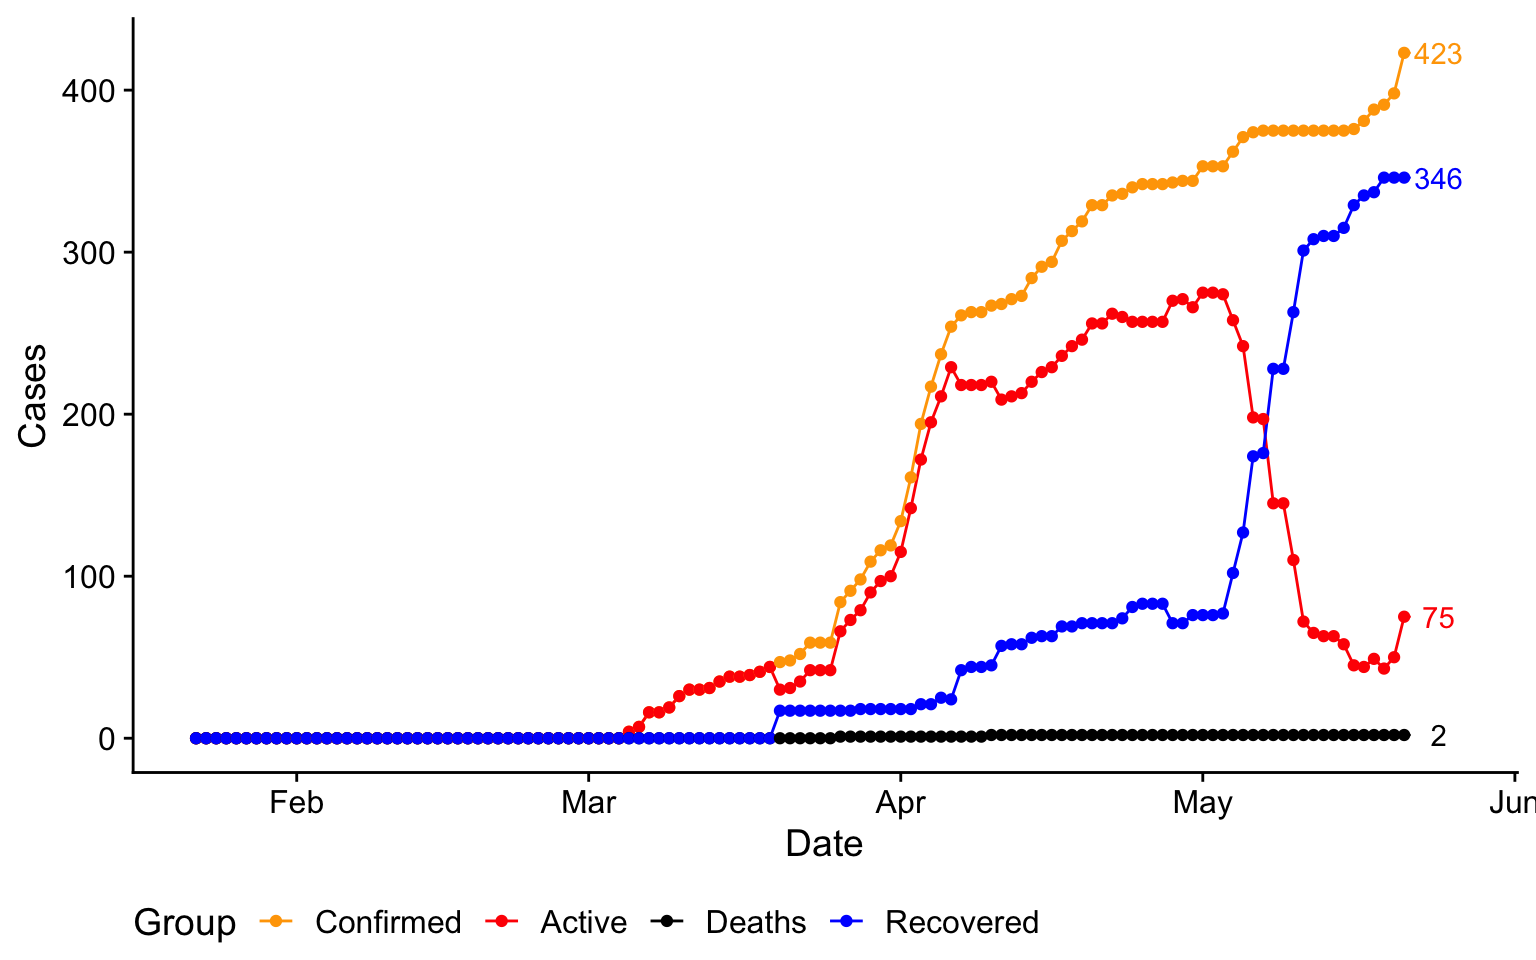 423
400
346
300
Cases
200
100
75
0
2
Feb Mar Apr May Jun
Date
Group Confirmed Active Deaths Recovered